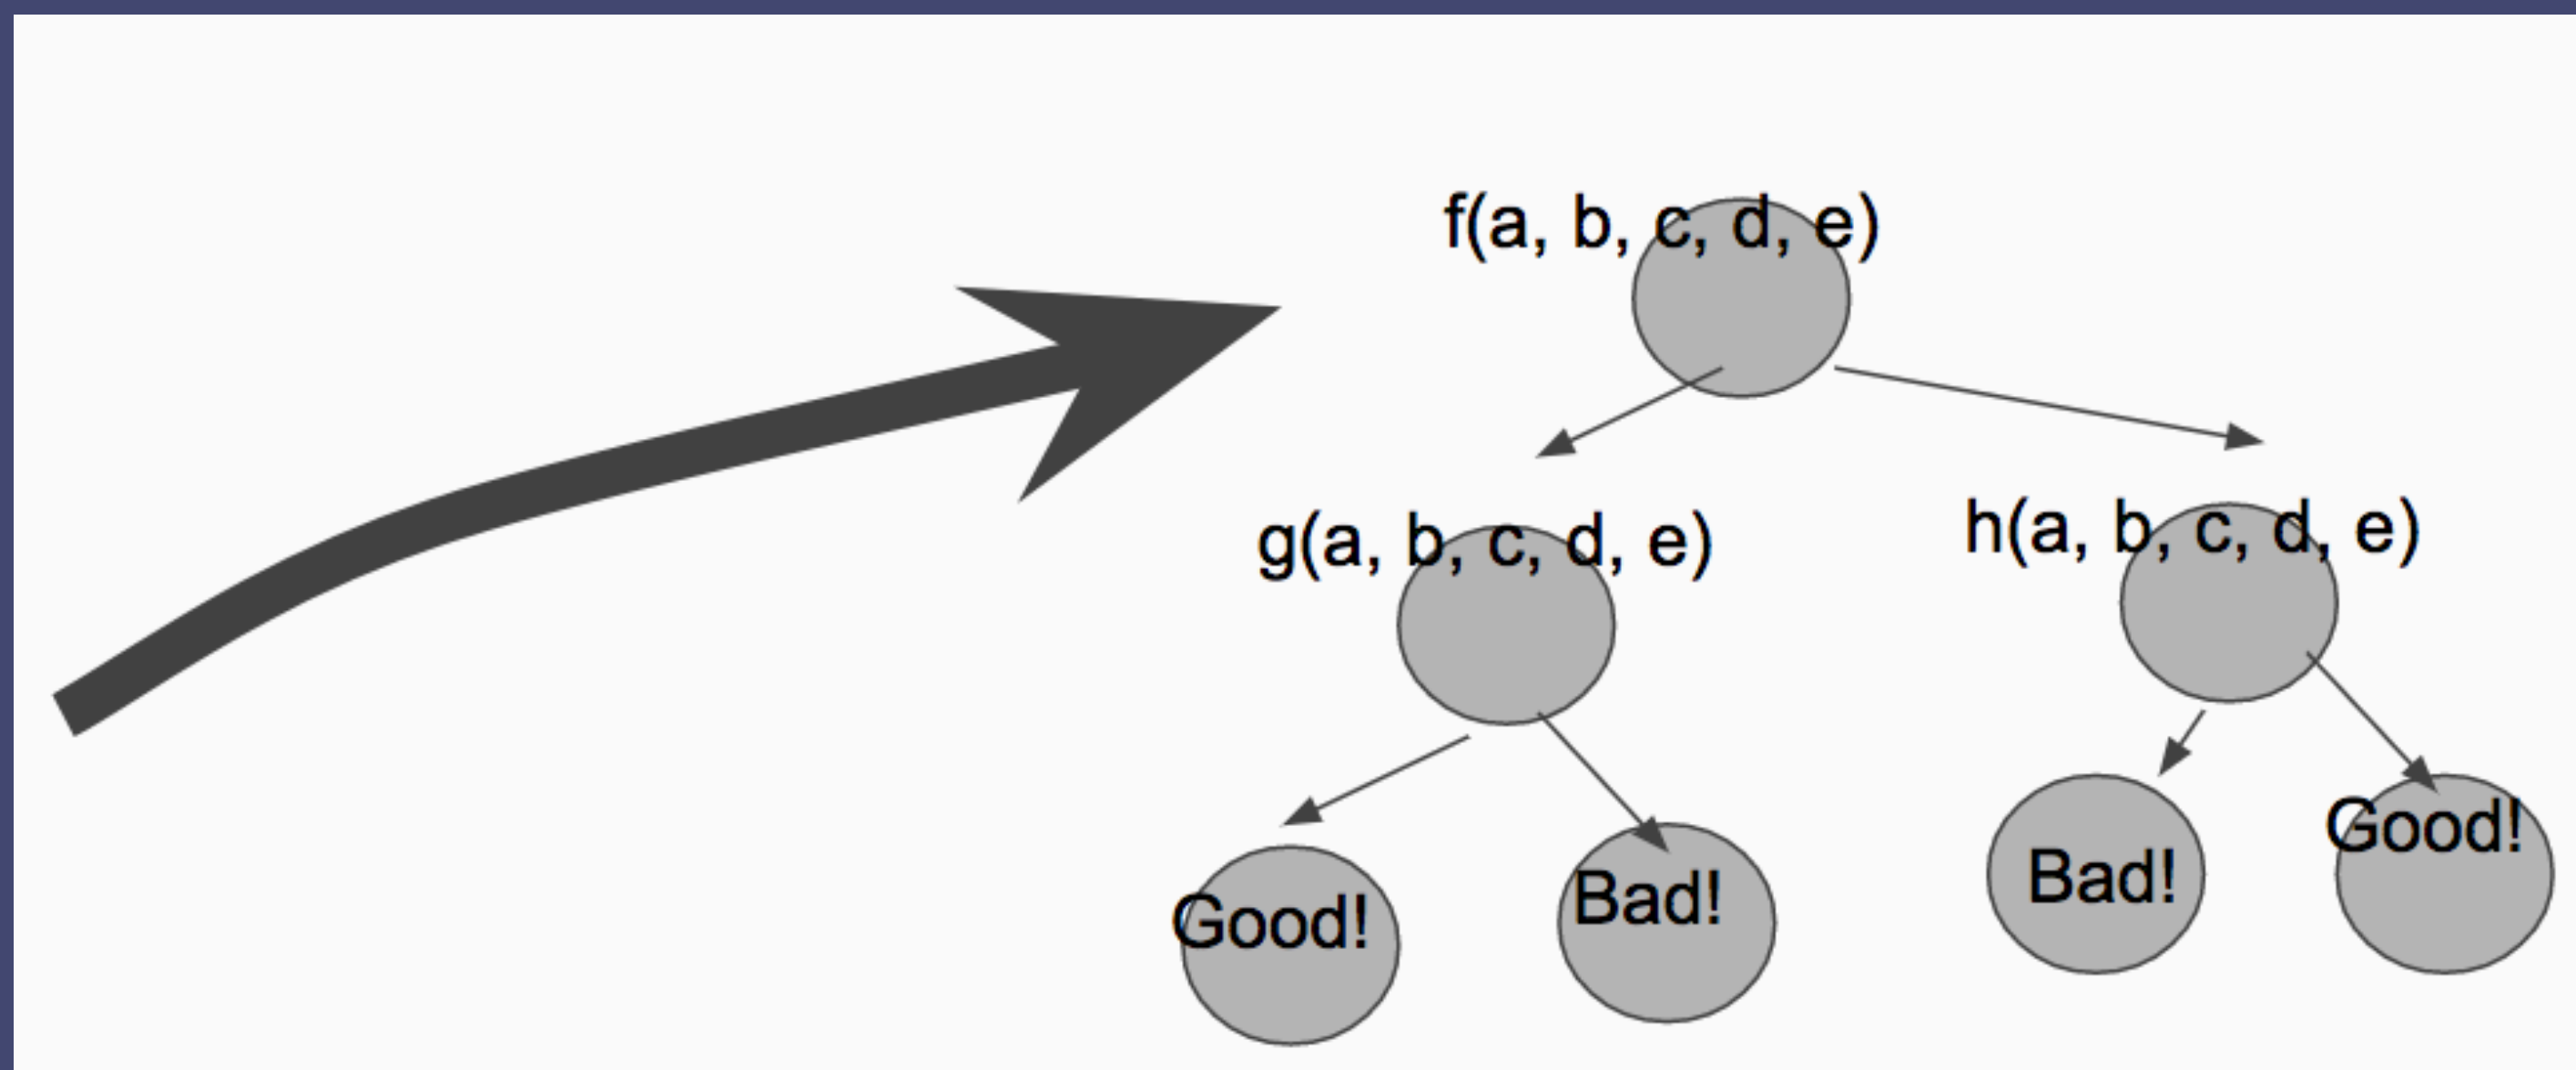 f(a, b, c, d, e)
g(a, b, c, d, e)
h(a, b, c, d, e)
Good!
Bad!
Bad!
Good!